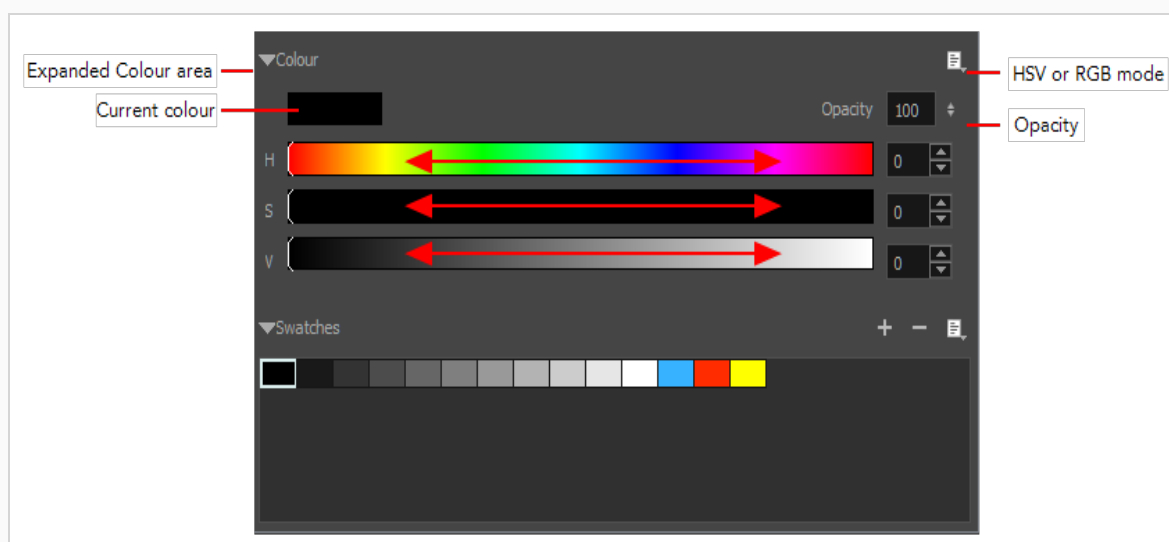 Colour
Expanded Colour area
HSV or RGB mode
Current colour
Opacity 100
Opacity
H 0
S 0
V 0
Swatches